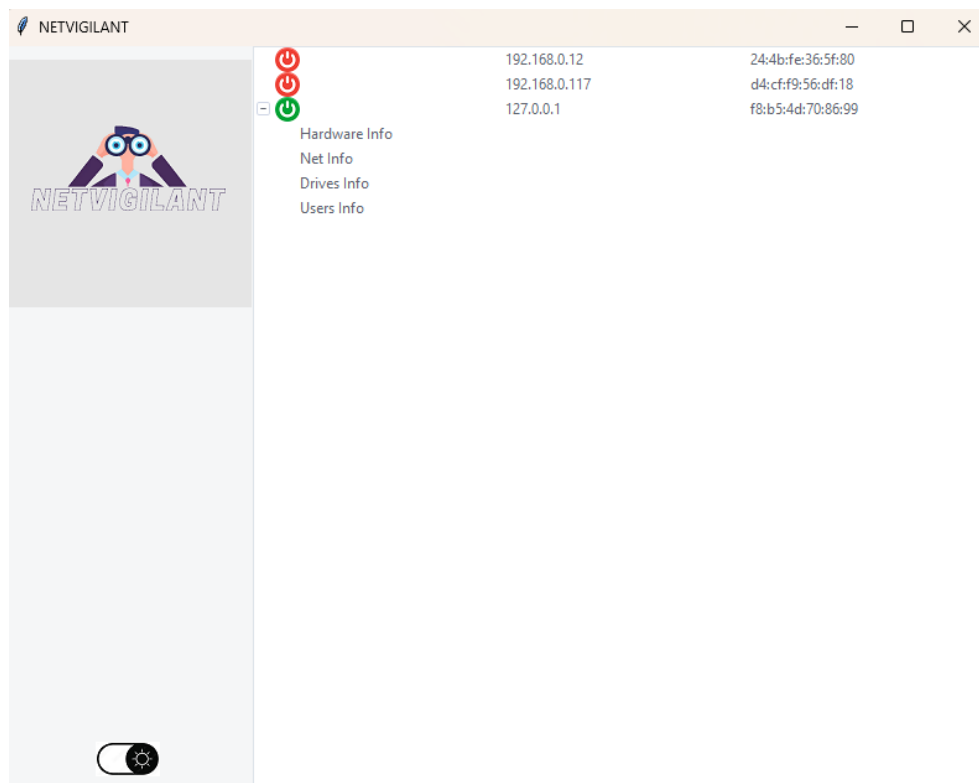 NETVIGILANT
192.168.0.12 24:4b:fe:36:5f:80
192.168.0.117 d4:cf:f9:56:df:18
127.0.0.1 f8:b5:4d:70:86:99
Hardware Info
Net Info
Drives Info
Users Info
NETVIGILANT